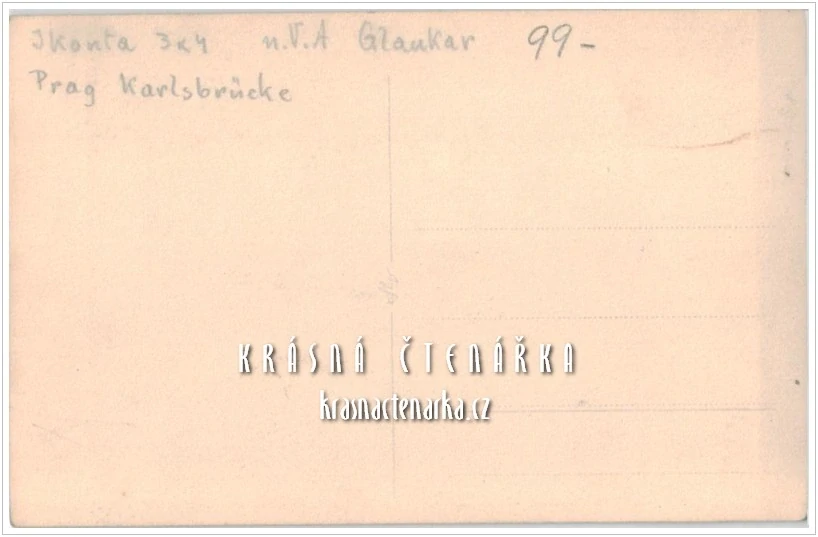 Ikonta 3x4 n.V.A Glaukar 99-
Prag Karlsbrücke
KRÁSNÁ ČTENÁŘKA
krasnactenarka.cz